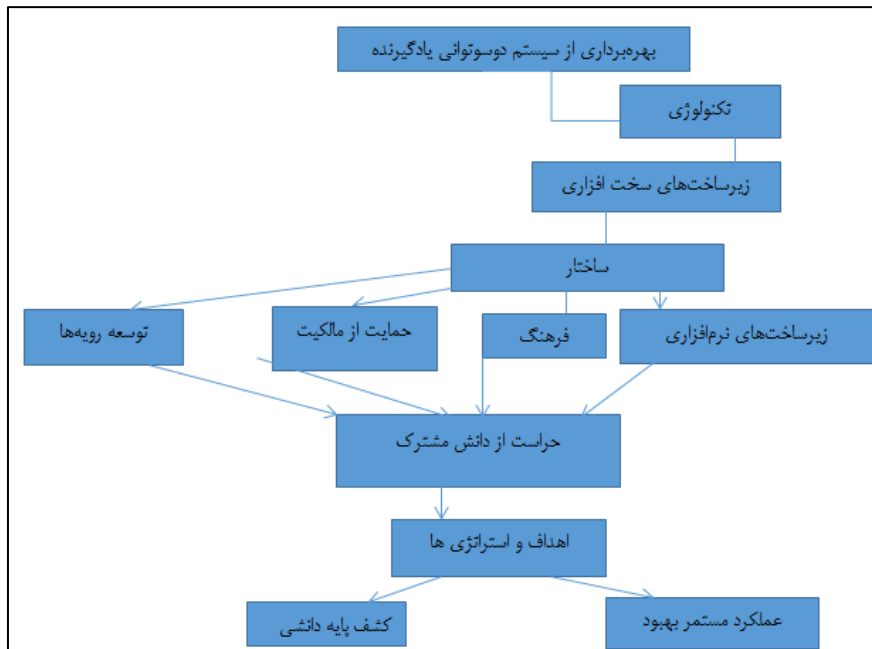 بهره‌برداری از سیستم دوسوتوانی یادگیرنده
تکنولوژی
زیرساخت‌های سخت افزاری
ساختار
زیرساخت‌های نرم‌افزاری
فرهنگ
حمایت از مالکیت
توسعه رویه‌ها
حراست از دانش مشترک
اهداف و استراتژی ها
عملکرد مستمر بهبود
کشف پایه دانشی